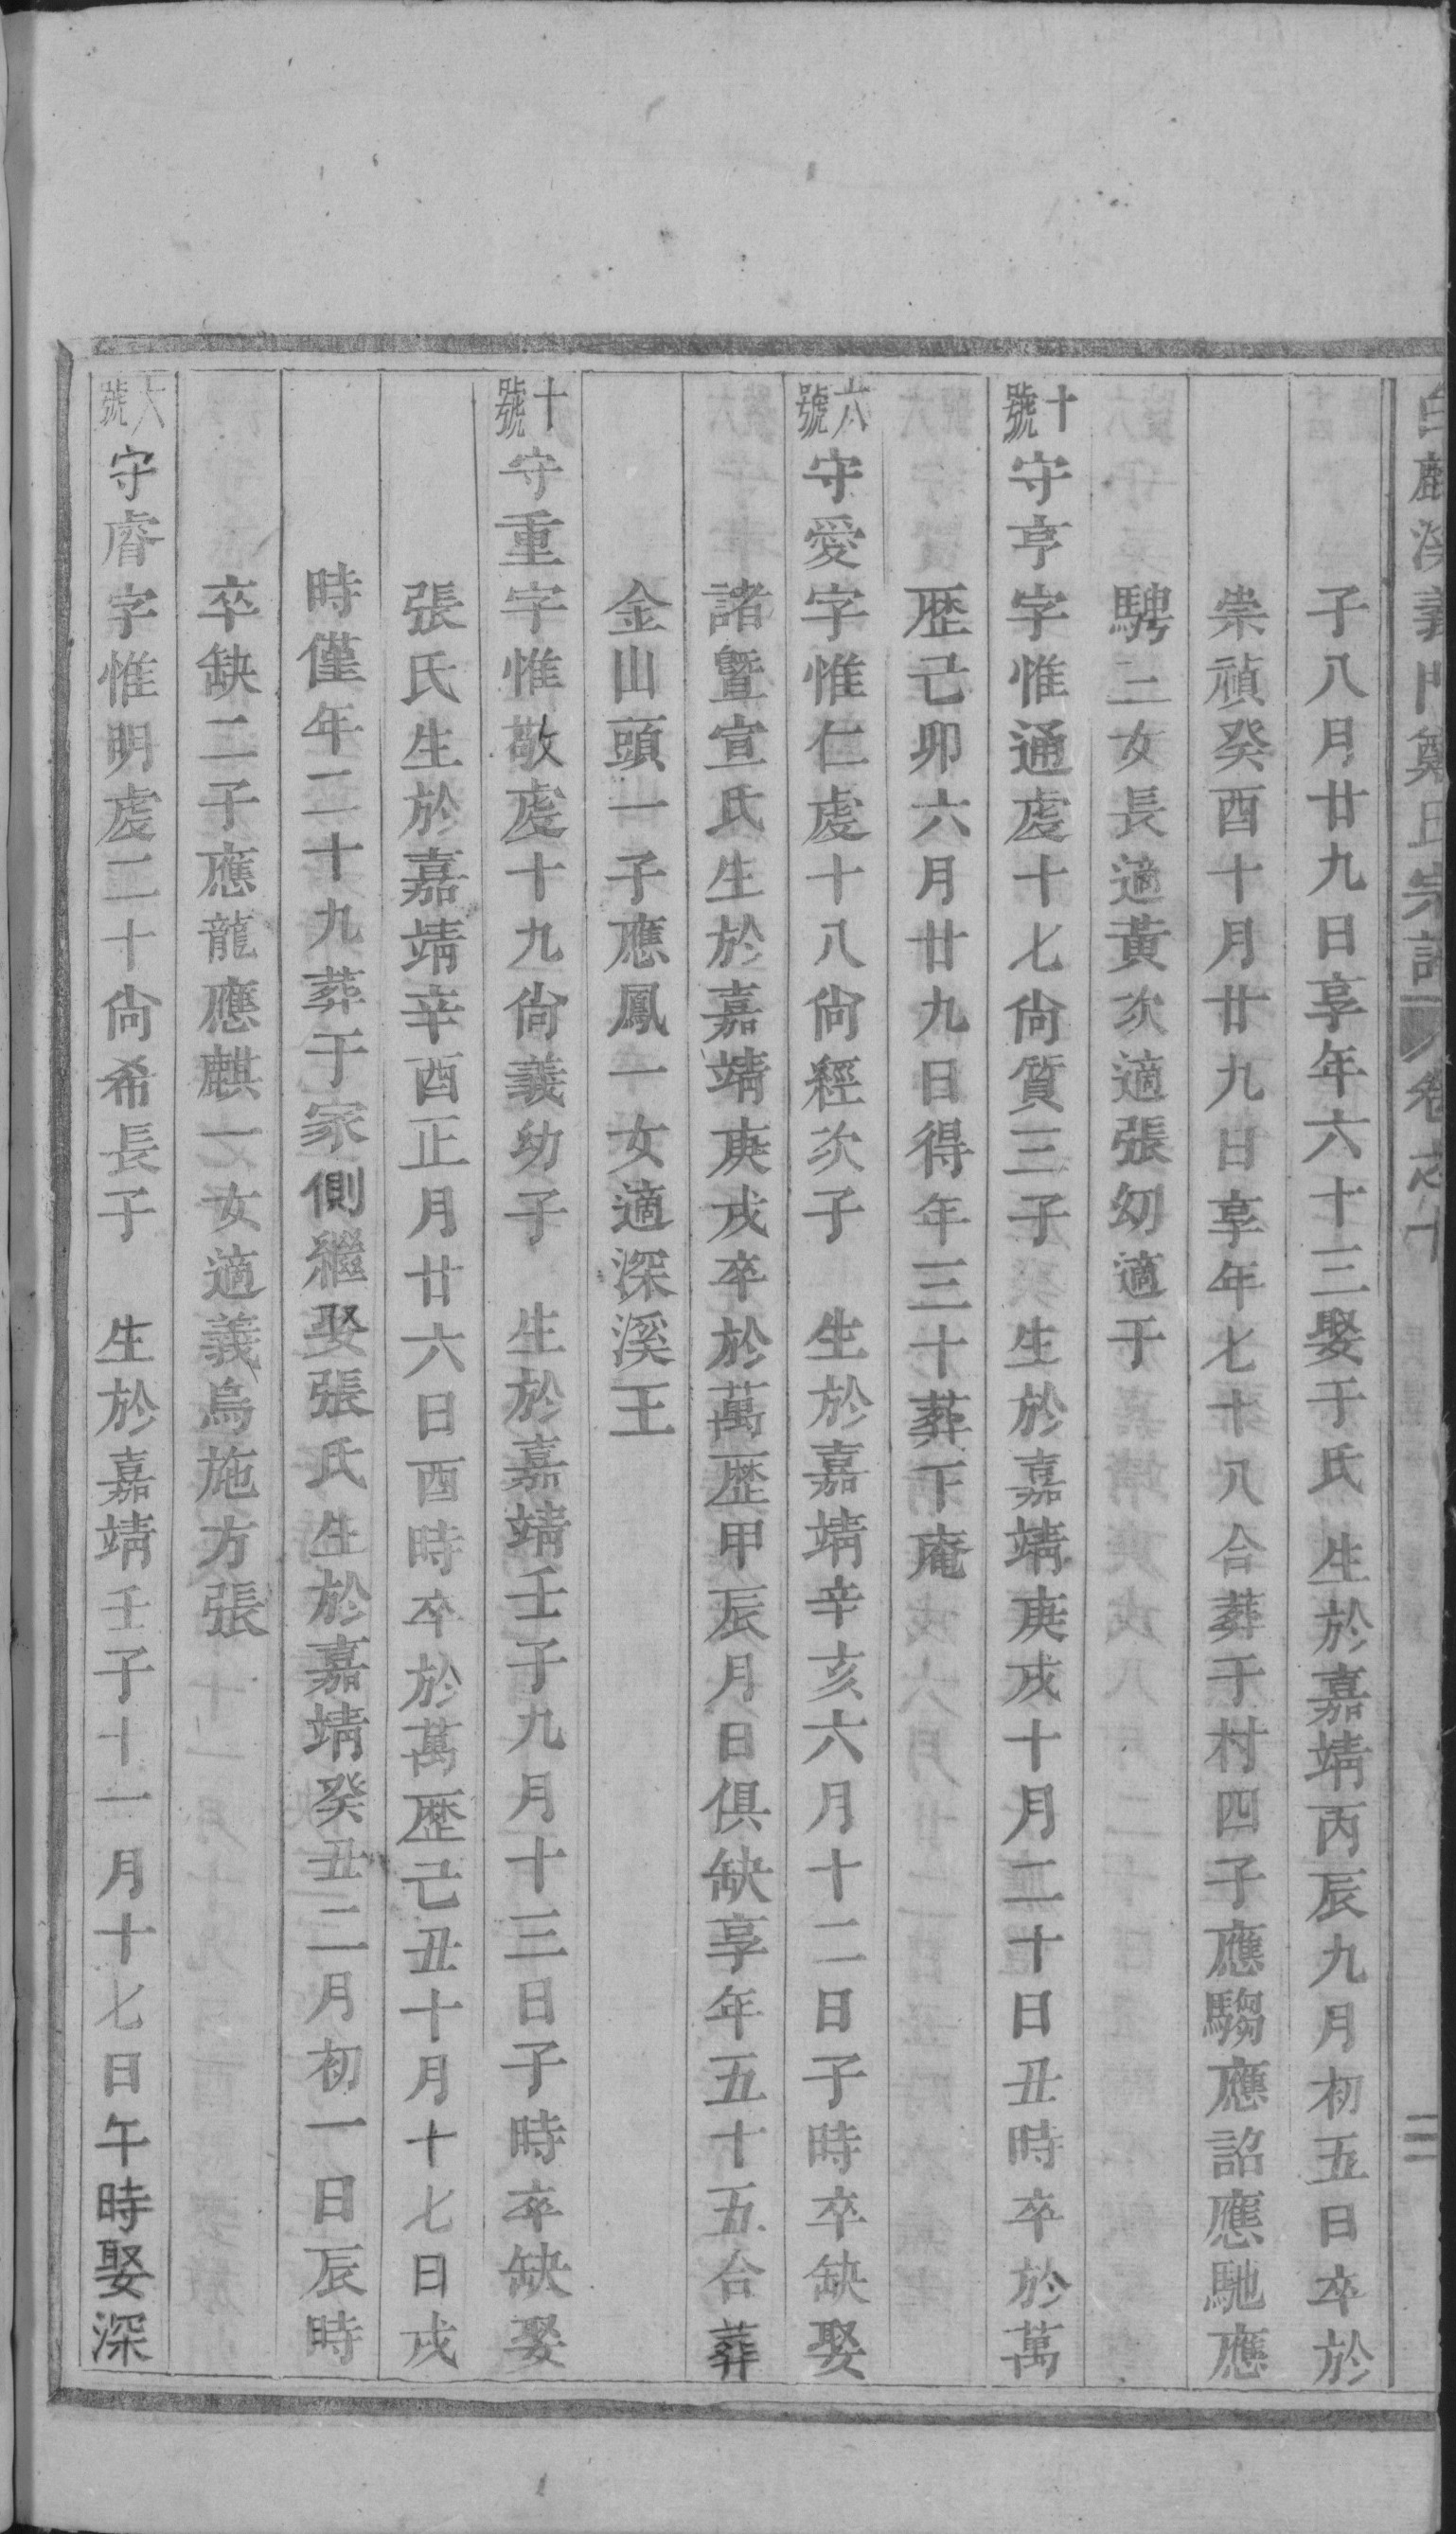 麟溪義門鄭氏宗譜 卷之十 二
子八月廿九日享年六十三娶于氏 生於嘉靖丙辰九月初五日卒於
崇禎癸酉十月廿九日享年七十八合葬于村四子應騶應詔應馳應
騁三女長適黃次適張幼適于
十號守亨字惟通處十七尙質三子 生於嘉靖庚戌十月二十日丑時卒於萬
歷己卯六月廿九日得年三十葬下庵
六號守愛字惟仁處十八尙經次子 生於嘉靖辛亥六月十二日子時卒缺娶
諸暨宣氏生於嘉靖庚戌卒於萬歷甲辰月日俱缺享年五十五合葬
金山頭一子應鳳一女適深溪王
十號守重字惟敬處十九尙義幼子 生於嘉靖壬子九月十三日子時卒缺娶
張氏生於嘉靖辛酉正月廿六日酉時卒於萬歷己丑十月十七日戌
時僅年二十九葬于家側繼娶張氏生於嘉靖癸丑二月初一日辰時
卒缺二子應龍應麒一女適義烏施方張
六號守睿字惟明處二十尙希長子 生於嘉靖壬子十一月十七日午時娶深